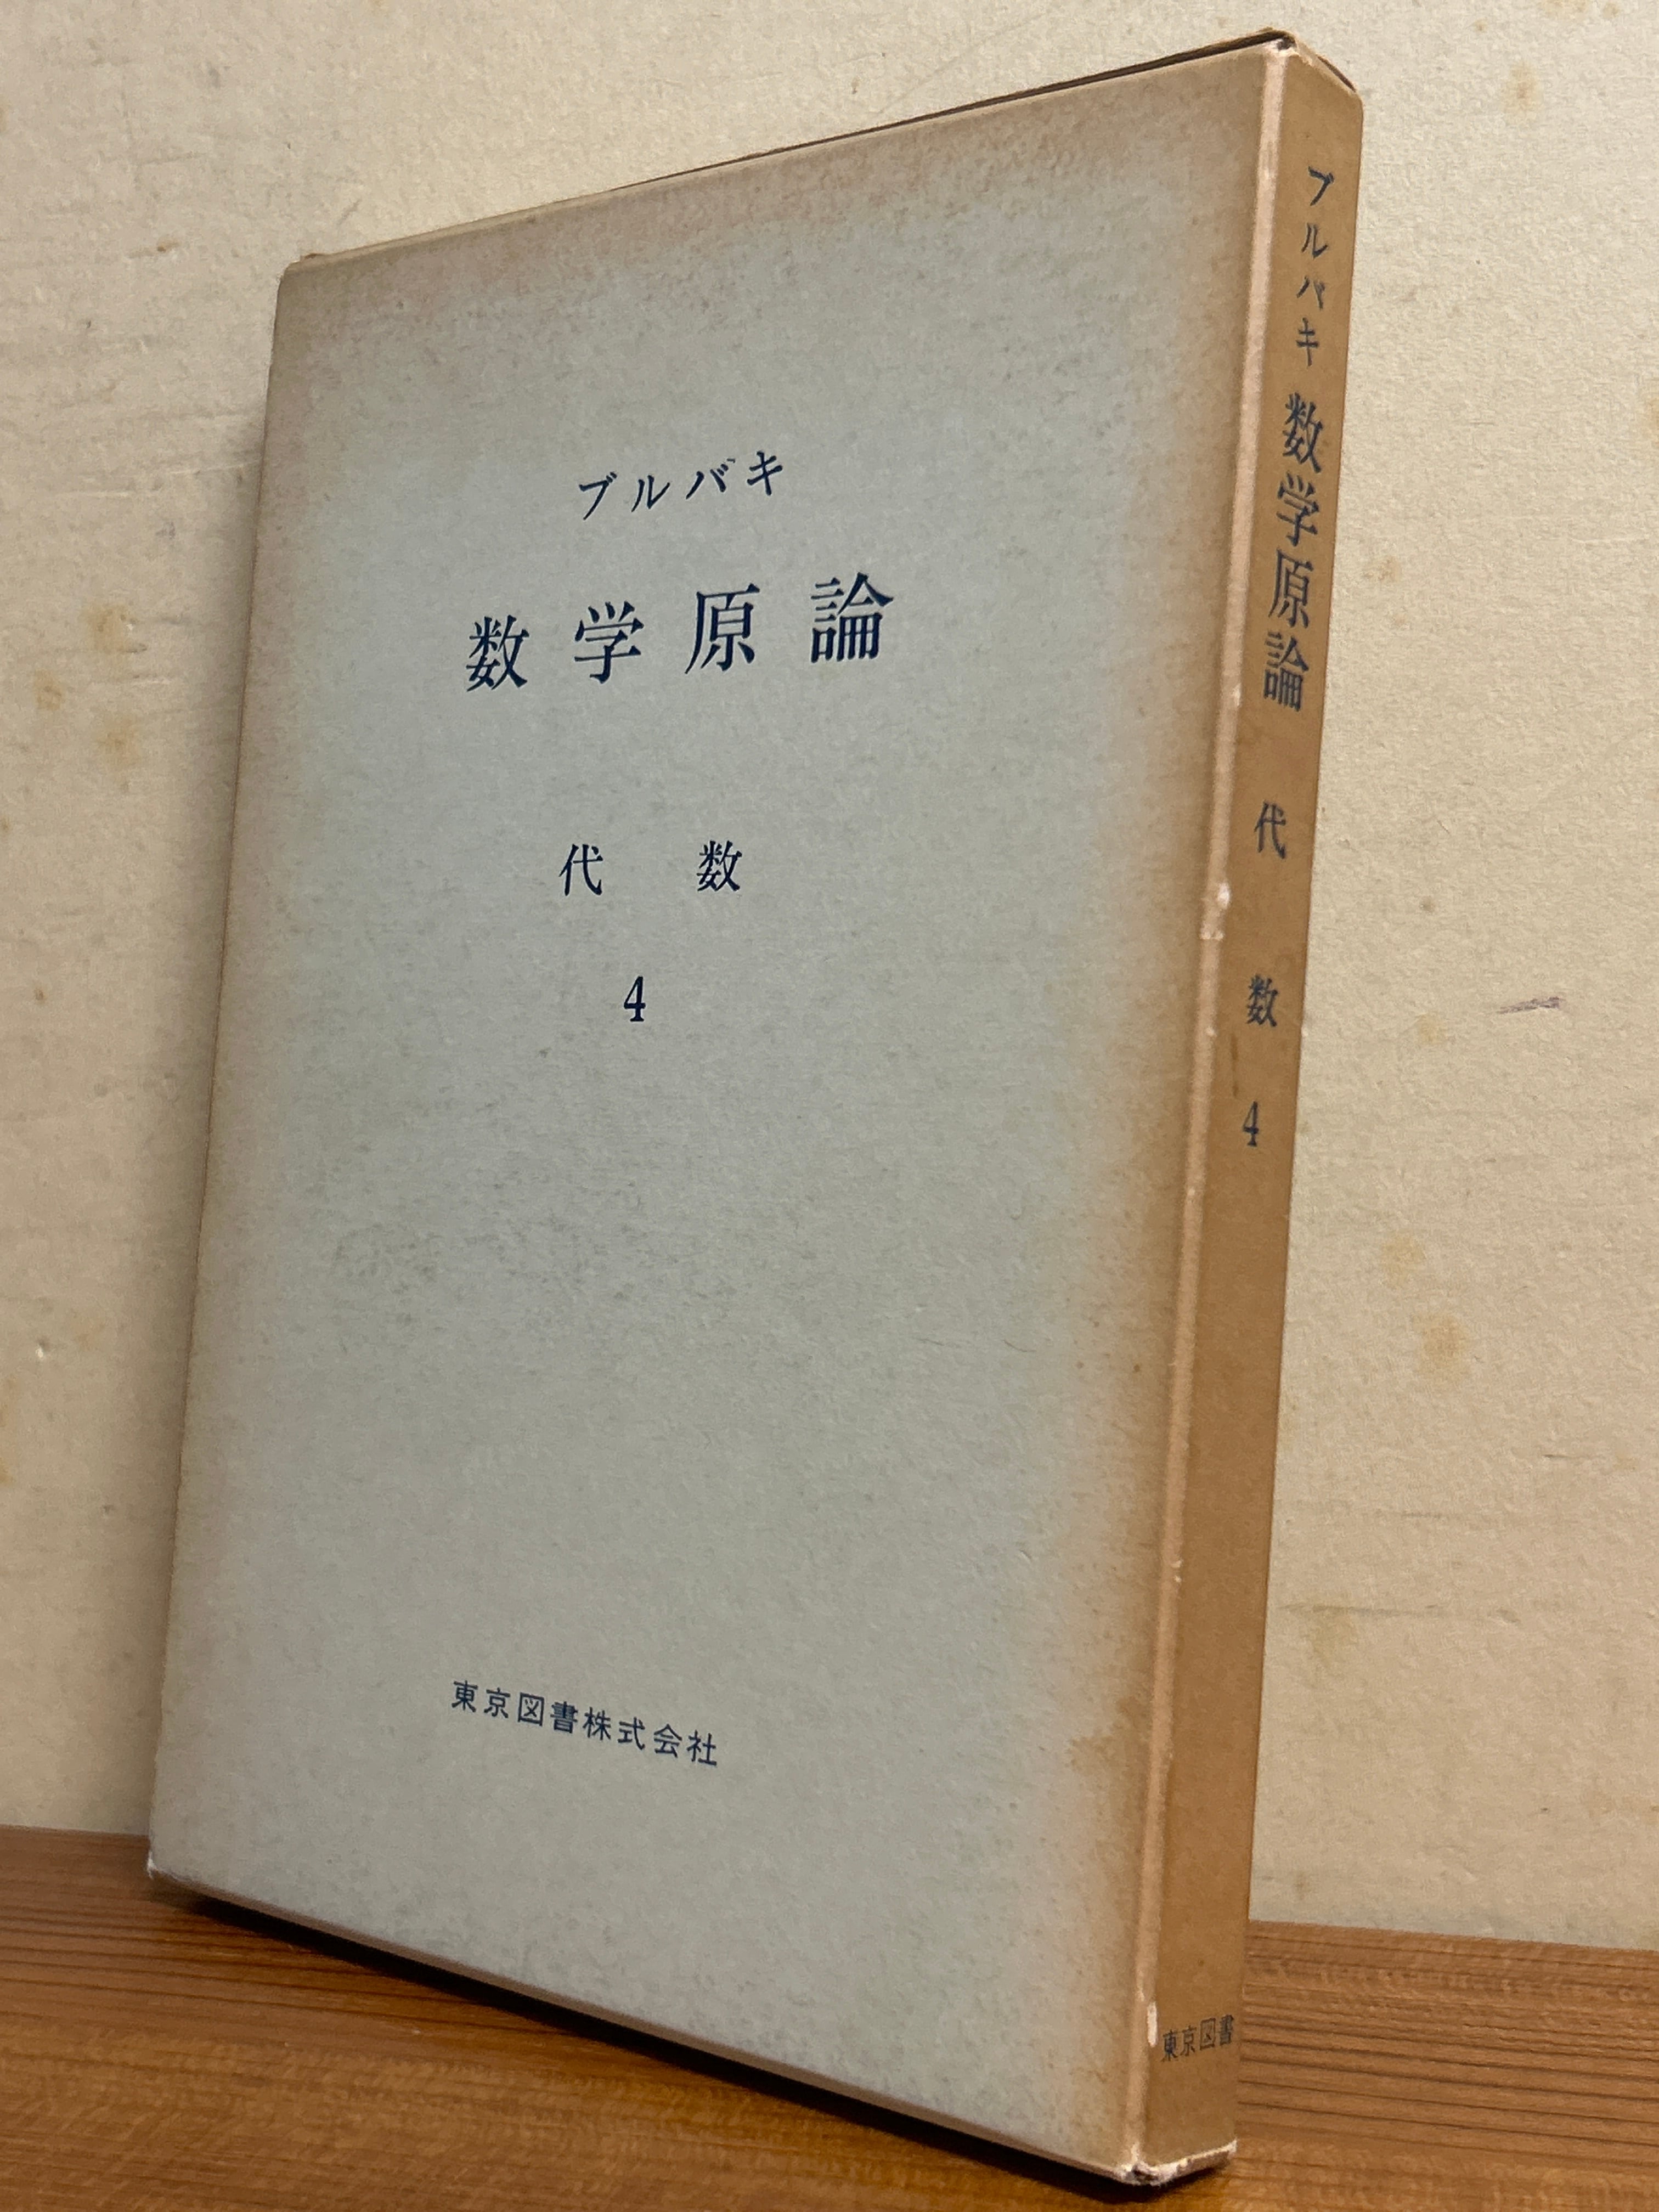 ブルバキ
数学原論
代数
4
東京図書株式会社
ブルバキ 数学原論 代数 4
東京図書